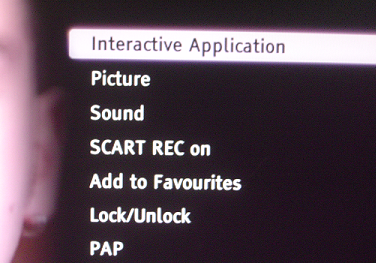 Interactive Application
Picture
Sound
SCART REC on
Add to Favourites
Lock/Unlock
PAP